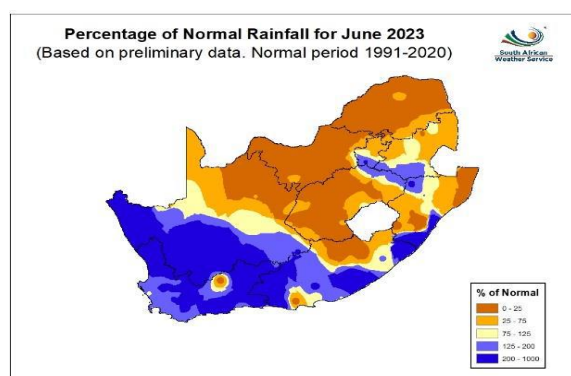 Percentage of Normal Rainfall for June 2023
(Based on preliminary data. Normal period 1991-2020)
South African
Weather Service
% of Normal
0 - 25
25 - 75
75 - 125
125 - 200
200 - 1000